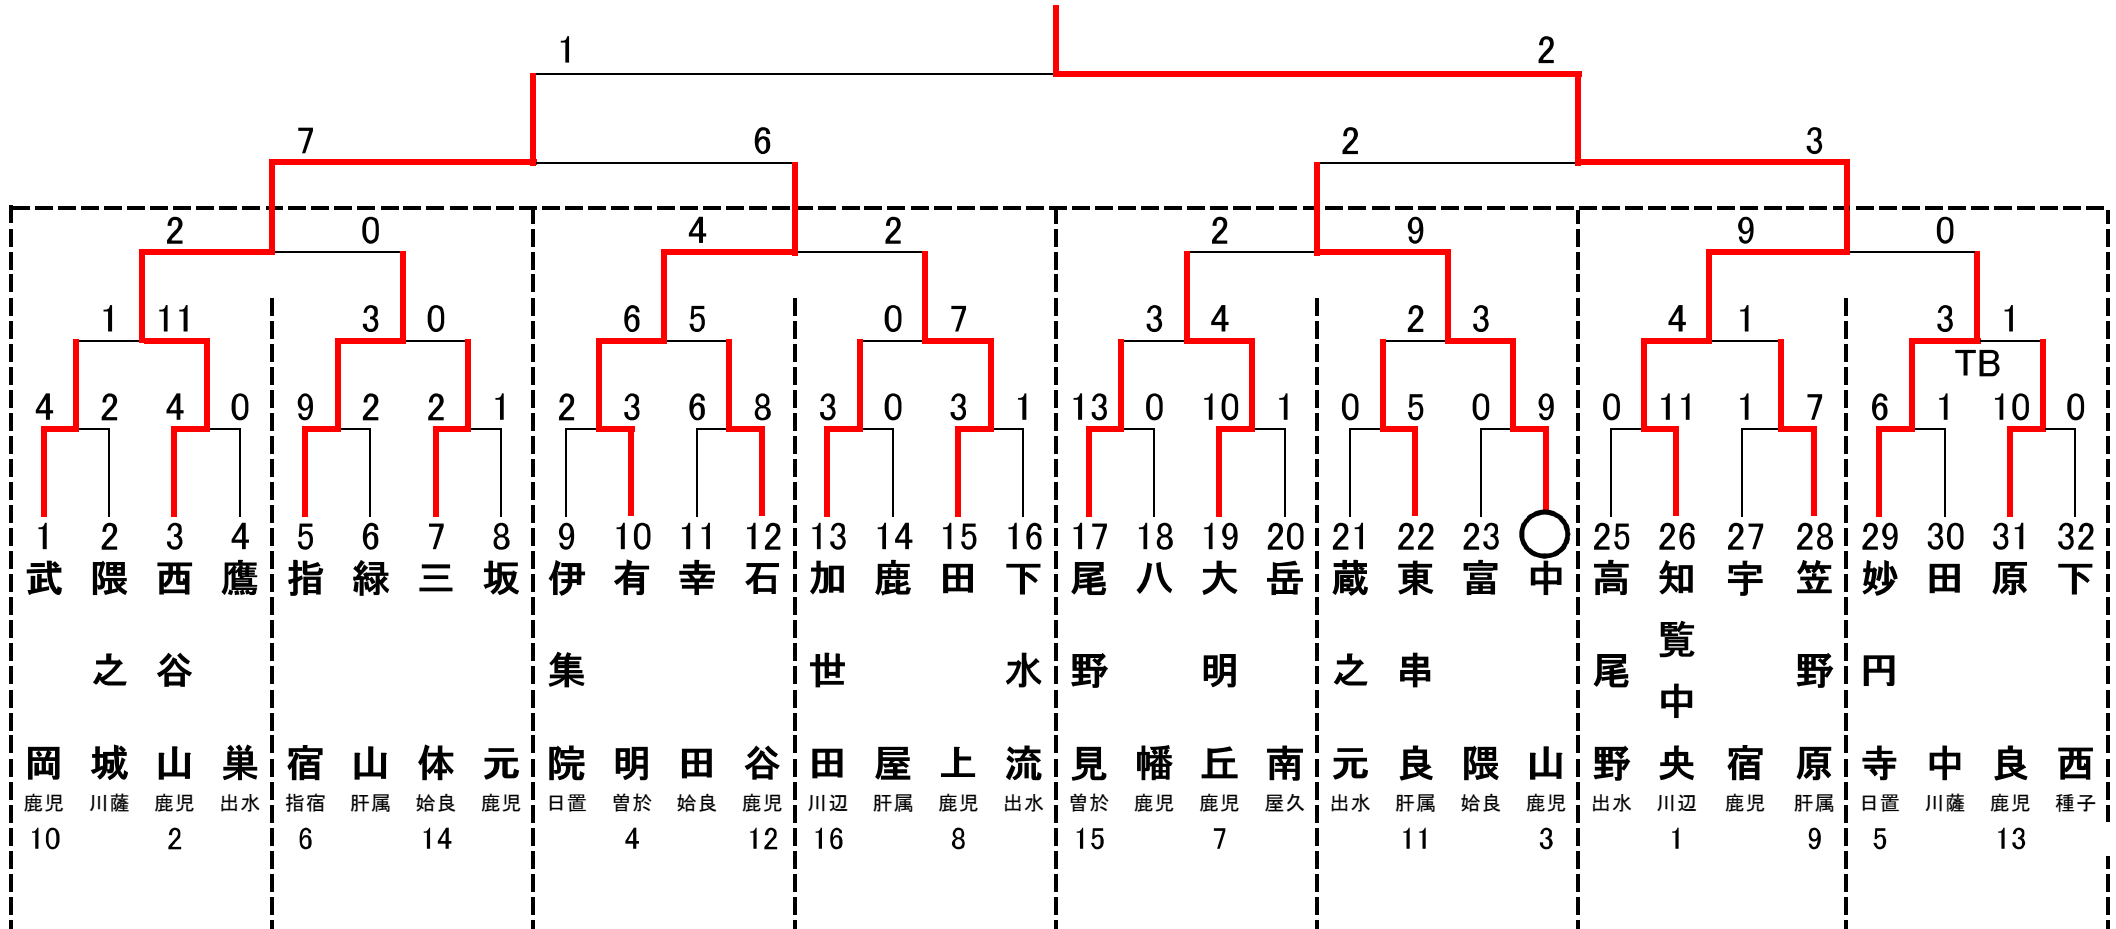 1 2
7 6 2 3
2 0 4 2 2 9 9 0
1 11 3 0 6 5 0 7 3 4 2 3 4 1 3 1
TB
4 2 4 0 9 2 2 1 2 3 6 8 3 0 3 1 13 0 10 1 0 5 0 9 0 11 1 7 6 1 10 0
1 2 3 4 5 6 7 8 9 10 11 12 13 14 15 16 17 18 19 20 21 22 23 25 26 27 28 29 30 31 32
武岡
隈之城
西谷山
鷹巣
指宿
緑山
三体
坂元
伊集院
有明
幸田
石谷
加世田
鹿屋
田上
下水流
尾野見
八幡
大明丘
岳南
蔵之元
東串良
富隈
中山
高尾野
知覧中央
宇宿
笠野原
妙円寺
田中
原良
下西
鹿児 川薩 鹿児 出水 指宿 肝属 姶良 鹿児 日置 曽於 姶良 鹿児 川辺 肝属 鹿児 出水 曽於 鹿児 鹿児 屋久 出水 肝属 姶良 鹿児 出水 川辺 鹿児 肝属 日置 川薩 鹿児 種子
10 2 6 14 4 12 16 8 15 7 11 3 1 9 5 13